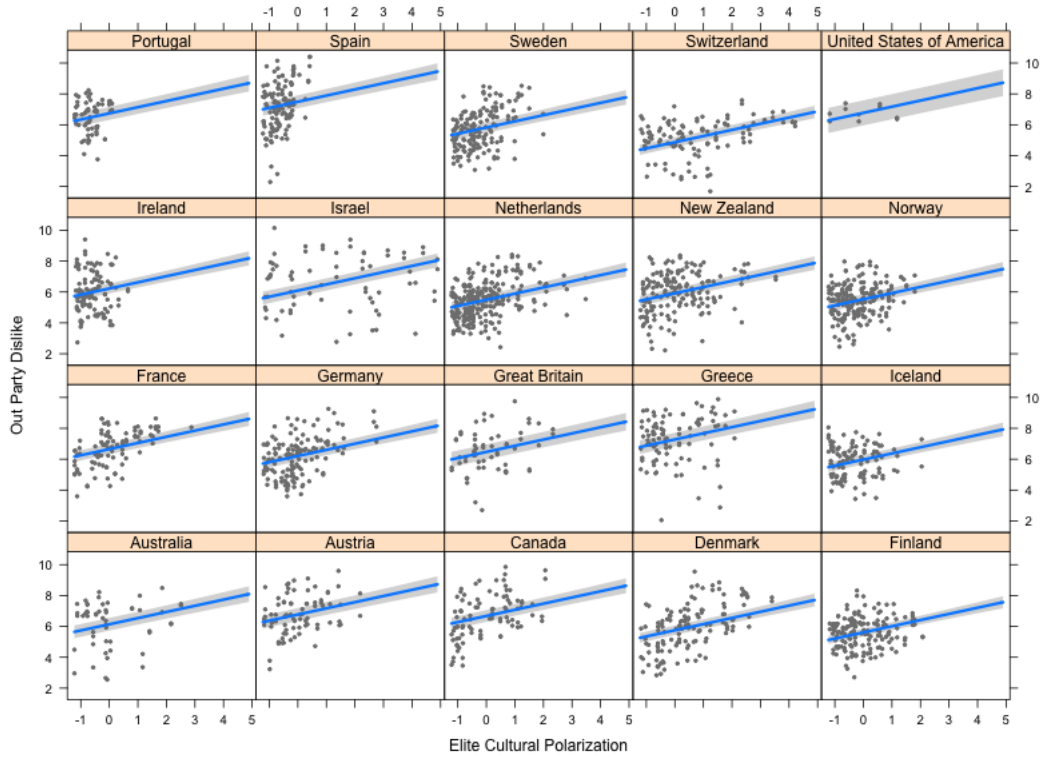 -1 0 1 2 3 4 5 -1 0 1 2 3 4 5
Portugal Spain Sweden Switzerland United States of America
10
8
6
4
2
Ireland Israel Netherlands New Zealand Norway
10
8
6
4
2
France Germany Great Britain Greece Iceland
10
8
6
4
2
Australia Austria Canada Denmark Finland
10
8
6
4
2
-1 0 1 2 3 4 5 -1 0 1 2 3 4 5 -1 0 1 2 3 4 5
Out Party Dislike
Elite Cultural Polarization